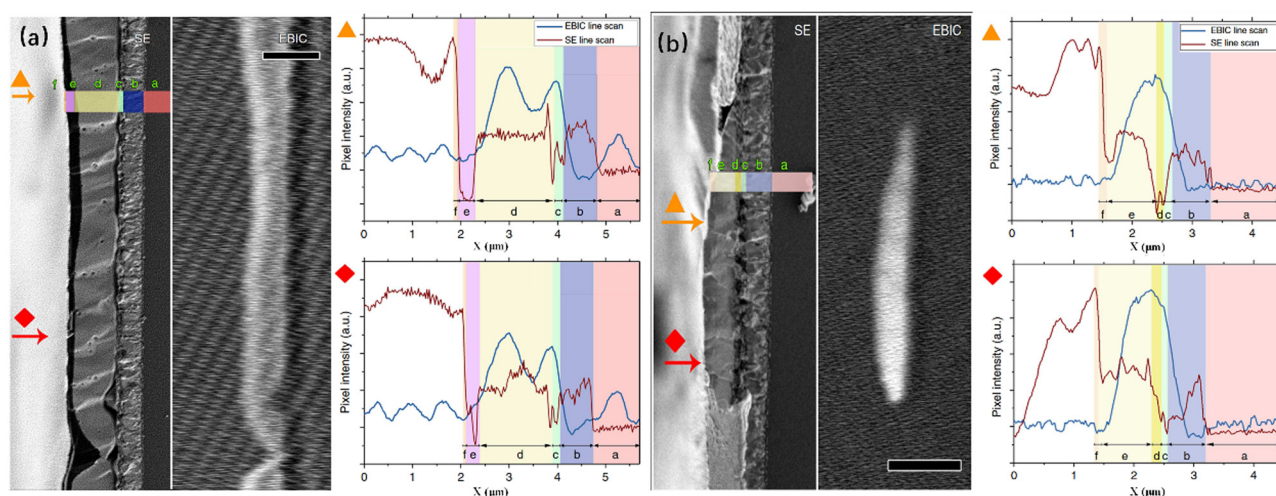 (a)
SE
EBIC
f e d c b a
Pixel intensity (a.u.)
EBIC line scan
SE line scan
f e d c b a
0 1 2 3 4 5
X (μm)
Pixel intensity (a.u.)
f e d c b a
0 1 2 3 4 5
X (μm)
(b)
SE
EBIC
f e d c b a
Pixel intensity (a.u.)
EBIC line scan
SE line scan
f e d c b a
0 1 2 3 4
X (μm)
Pixel intensity (a.u.)
f e d c b a
0 1 2 3 4
X (μm)